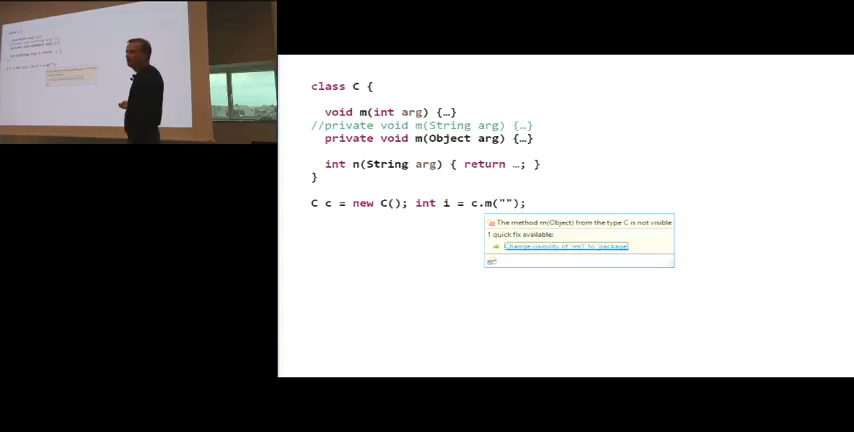 class C {
void m(int arg) {…}
//private void m(String arg) {…}
private void m(Object arg) {…}
int n(String arg) { return …; }
}
C c = new C(); int i = c.m("");
The method m(Object) from the type C is not visible
1 quick fix available:
Change visibility of 'm()' to 'package'